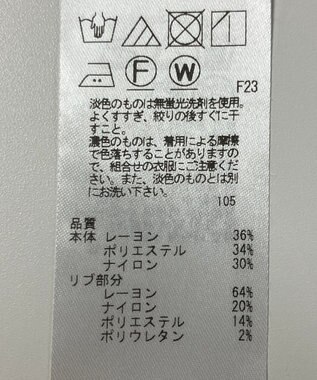 F W
F23
淡色のものは無蛍光洗剤を使用。
よくすすぎ、絞りの後すぐに干
すこと。
濃色のものは、着用による摩擦
で色落ちすることがありますの
で、組合せの衣服にご注意くだ
さい。また、淡色のものとは別
にお洗い下さい。
105
品質
本体 レーヨン 36%
ポリエステル 34%
ナイロン 30%
リブ部分
レーヨン 64%
ナイロン 20%
ポリエステル 14%
ポリウレタン 2%